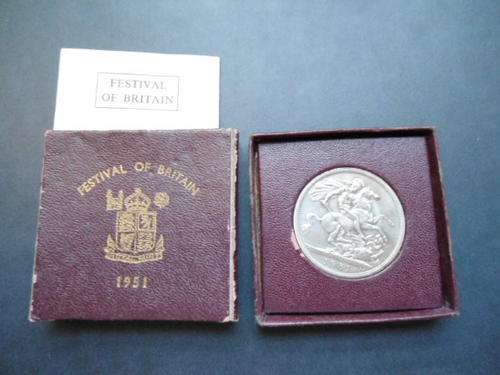 FESTIVAL
OF BRITAIN
FESTIVAL OF BRITAIN
1951